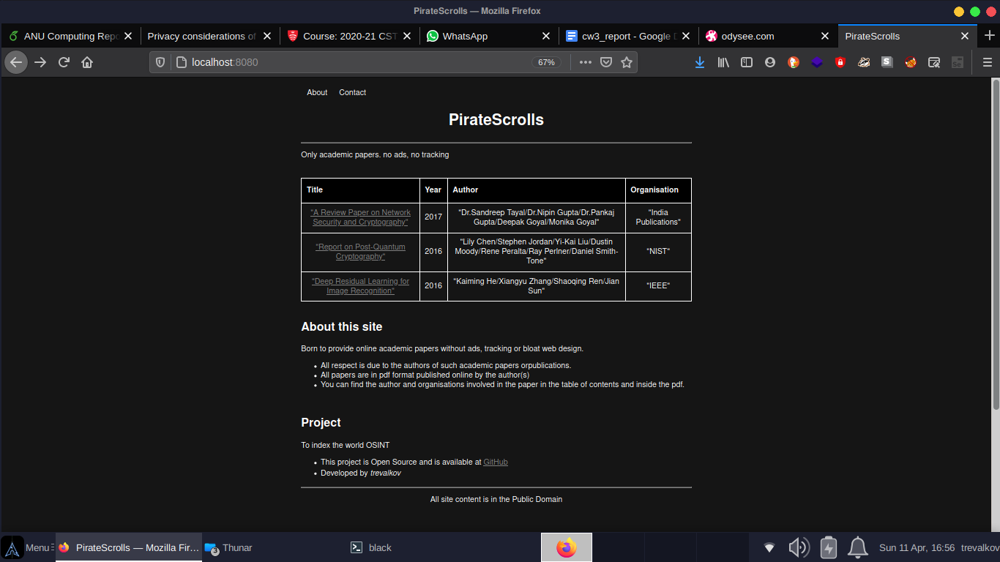 PirateScrolls — Mozilla Firefox
ANU Computing Repo
Privacy considerations of
Course: 2020-21 CST
WhatsApp
cw3_report - Google D
odysee.com
PirateScrolls
localhost:8080
67%
About Contact
PirateScrolls
Only academic papers. no ads, no tracking
Title Year Author Organisation
"A Review Paper on Network
Security and Cryptography"
2017
"Dr.Sandreep Tayal/Dr.Nipin Gupta/Dr.Pankaj
Gupta/Deepak Goyal/Monika Goyal"
"India
Publications"
"Report on Post-Quantum
Cryptography"
2016
"Lily Chen/Stephen Jordan/Yi-Kai Liu/Dustin
Moody/Rene Peralta/Ray Perlner/Daniel Smith-
Tone"
"NIST"
"Deep Residual Learning for
Image Recognition"
2016
"Kaiming He/Xiangyu Zhang/Shaoqing Ren/Jian
Sun"
"IEEE"
About this site
Born to provide online academic papers without ads, tracking or bloat web design.
• All respect is due to the authors of such academic papers orpublications.
• All papers are in pdf format published online by the author(s)
• You can find the author and organisations involved in the paper in the table of contents and inside the pdf.
Project
To index the world OSINT
• This project is Open Source and is available at GitHub
• Developed by trevalkov
All site content is in the Public Domain
Menu
PirateScrolls — Mozilla Fir...
3
Thunar
black
Sun 11 Apr, 16:56
trevalkov